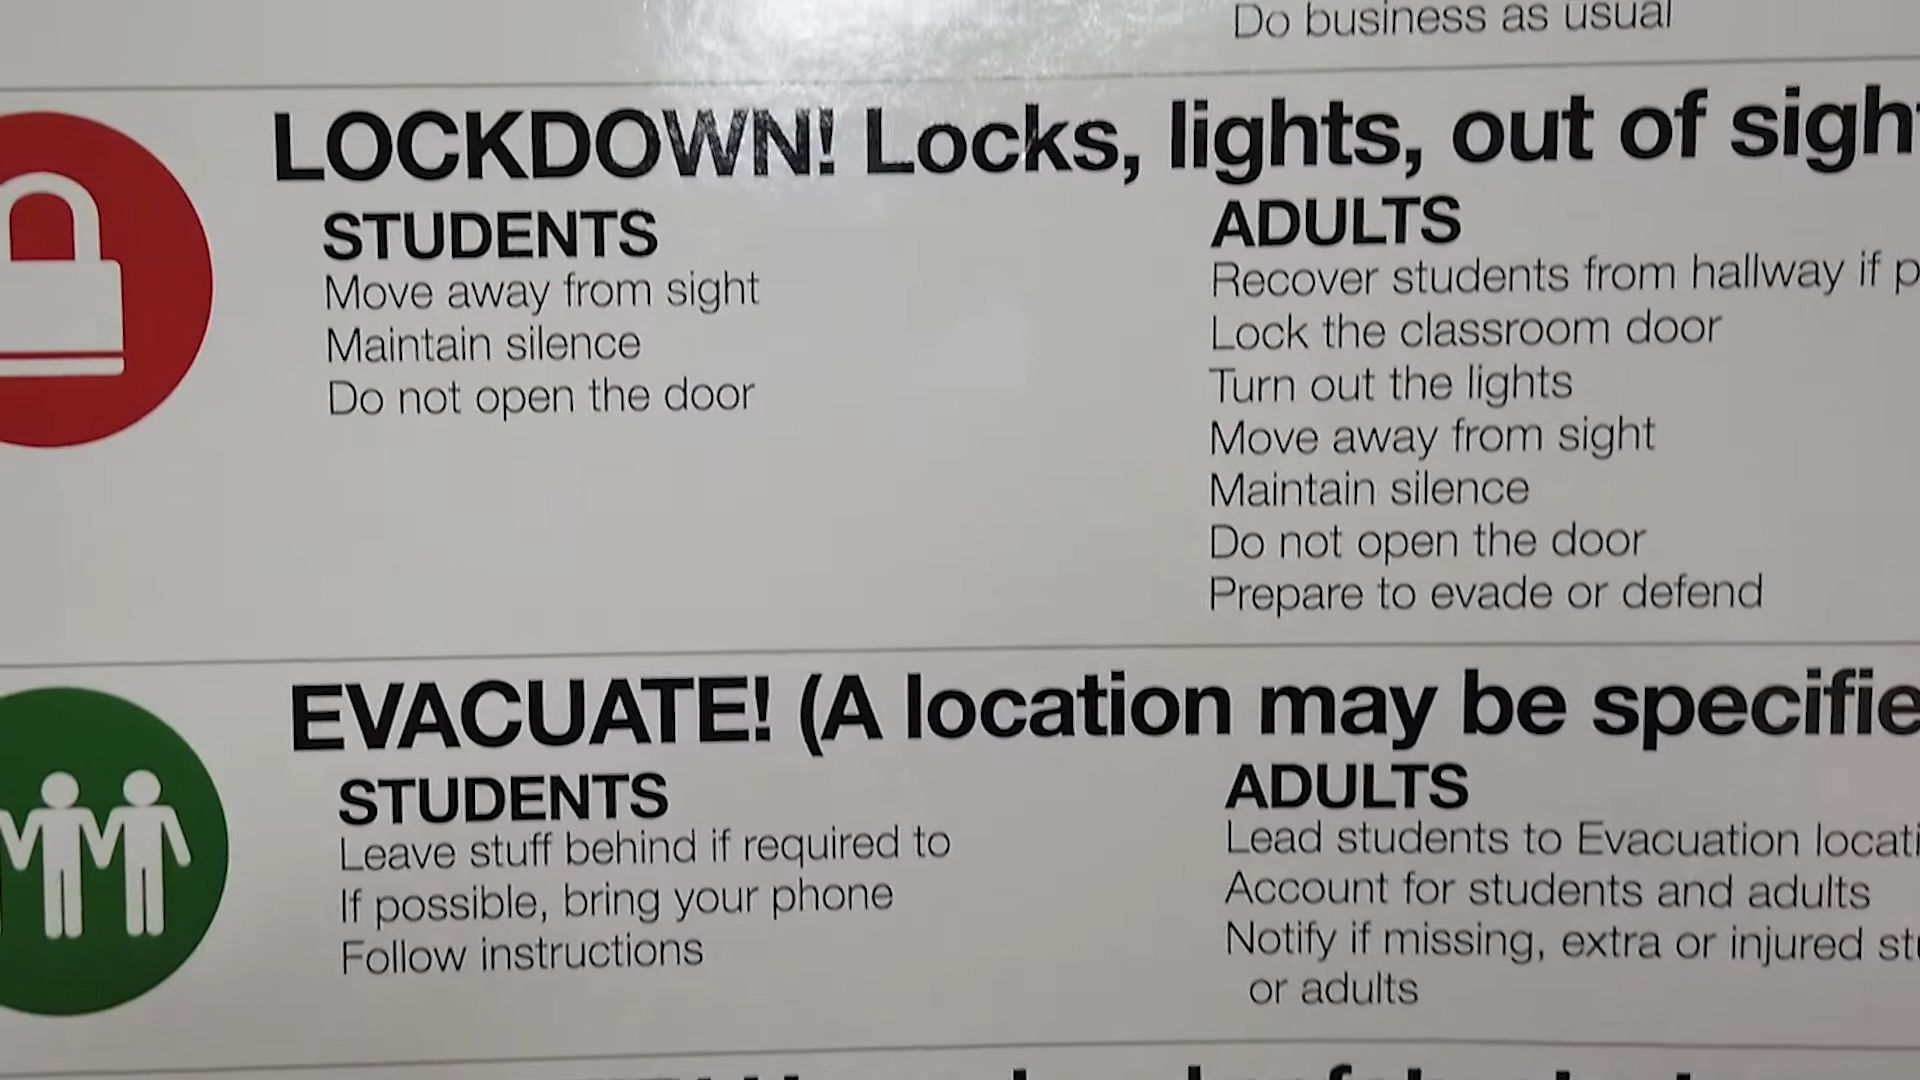 Do business as usual
LOCKDOWN! Locks, lights, out of sigh
STUDENTS
Move away from sight
Maintain silence
Do not open the door
ADULTS
Recover students from hallway if p
Lock the classroom door
Turn out the lights
Move away from sight
Maintain silence
Do not open the door
Prepare to evade or defend
EVACUATE! (A location may be specifie
STUDENTS
Leave stuff behind if required to
If possible, bring your phone
Follow instructions
ADULTS
Lead students to Evacuation locati
Account for students and adults
Notify if missing, extra or injured st
or adults